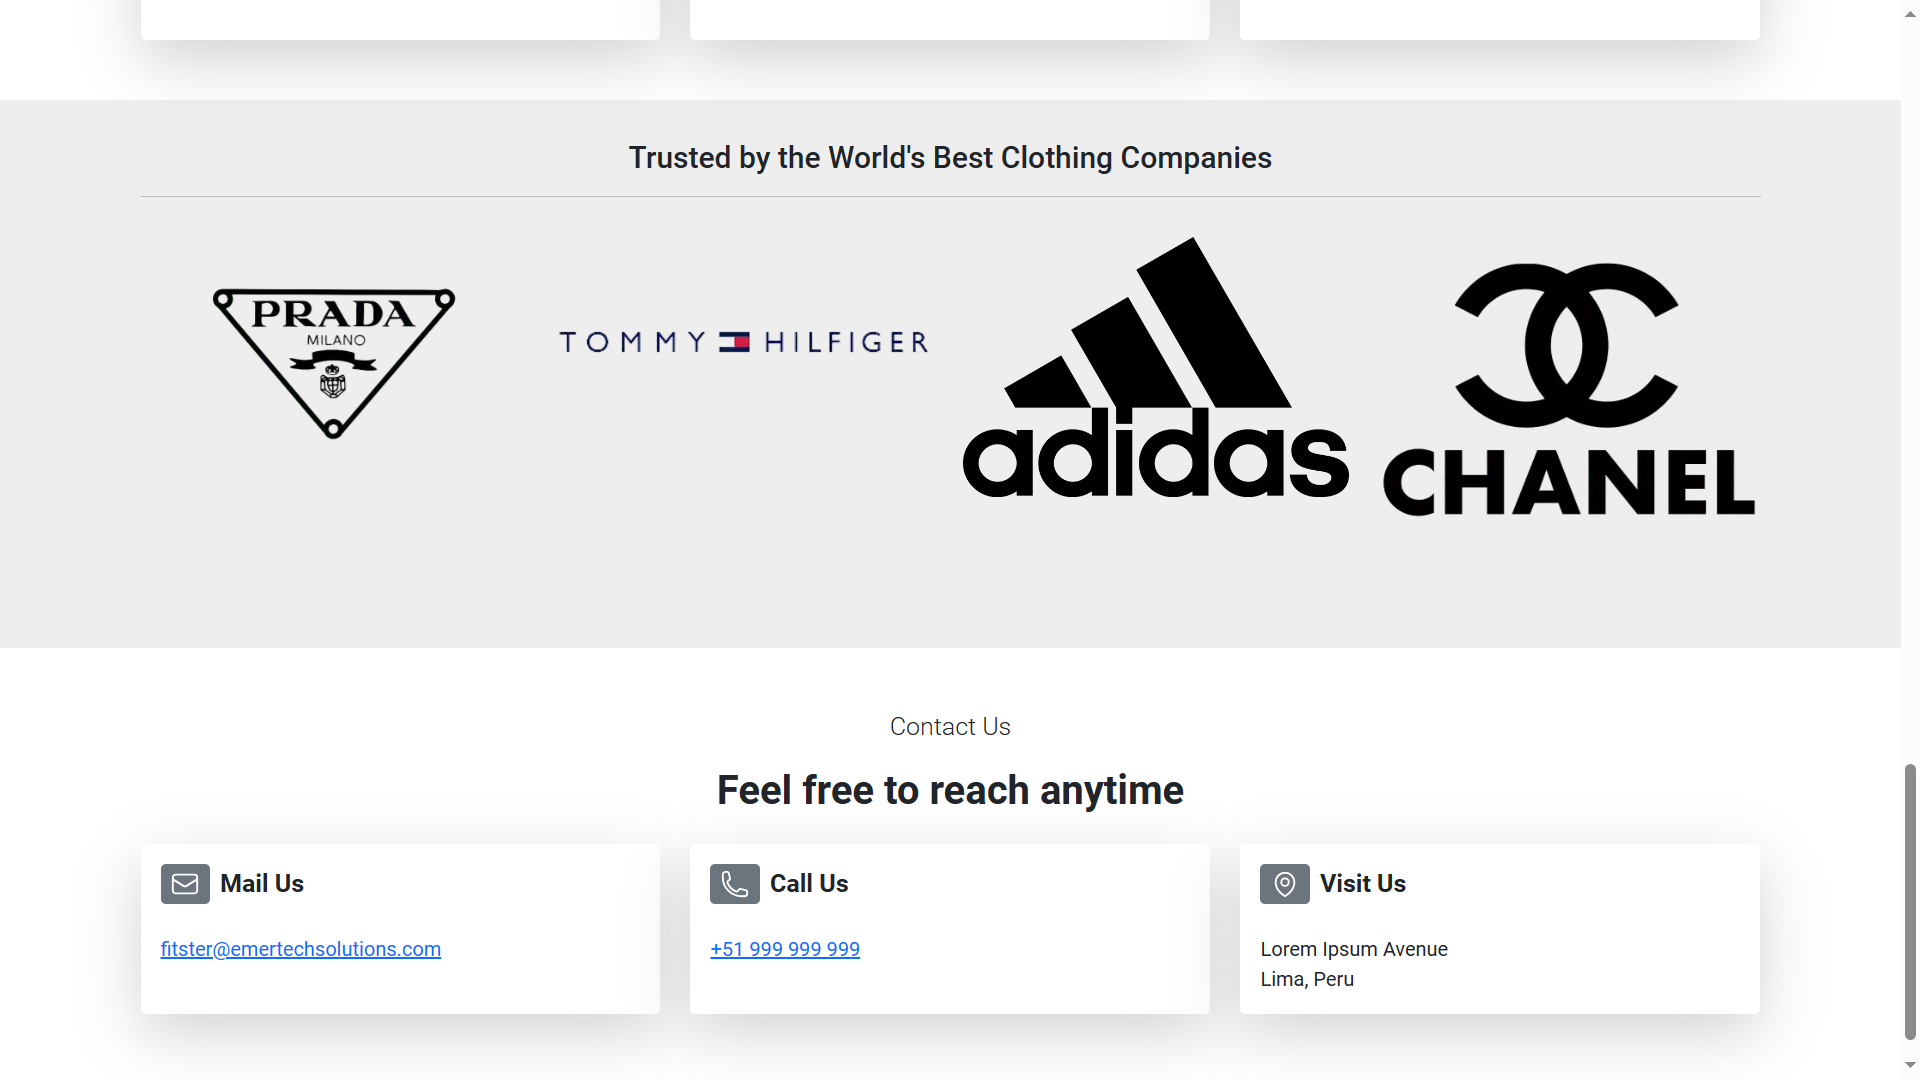 Trusted by the World's Best Clothing Companies
PRADA
MILANO
TOMMY HILFIGER
adidas
CHANEL
Contact Us
Feel free to reach anytime
Mail Us
fitster@emertechsolutions.com
Call Us
+51 999 999 999
Visit Us
Lorem Ipsum Avenue
Lima, Peru